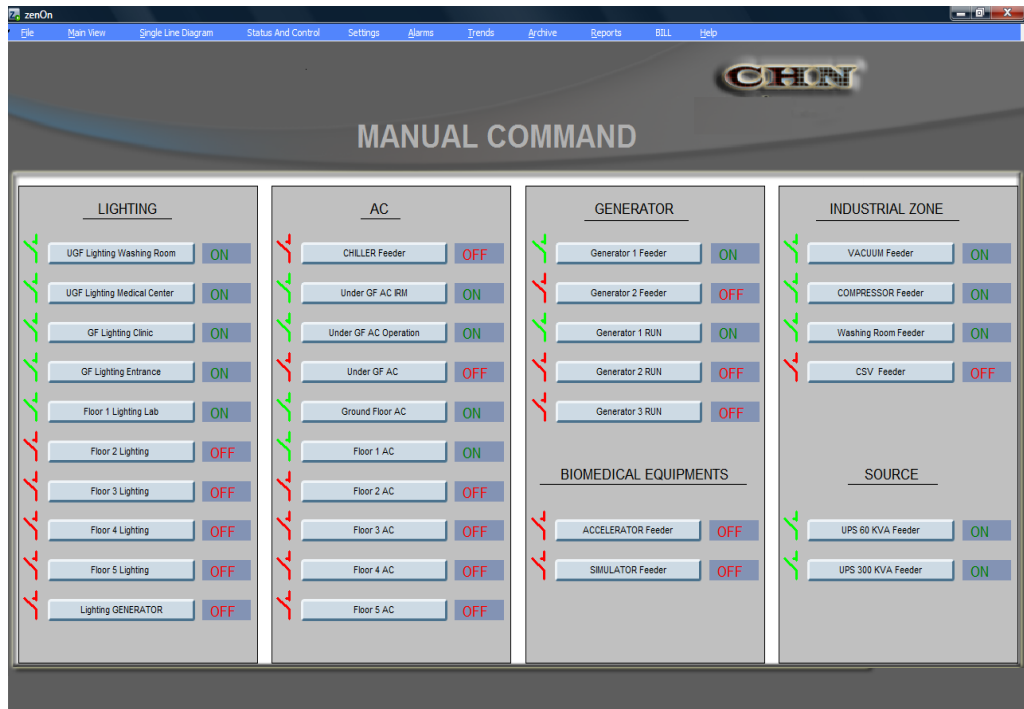 zenOn
File Main View Single Line Diagram Status And Control Settings Alarms Trends Archive Reports BILL Help
CHN
MANUAL COMMAND
LIGHTING
UGF Lighting Washing Room ON
UGF Lighting Medical Center ON
GF Lighting Clinic ON
GF Lighting Entrance ON
Floor 1 Lighting Lab ON
Floor 2 Lighting OFF
Floor 3 Lighting OFF
Floor 4 Lighting OFF
Floor 5 Lighting OFF
Lighting GENERATOR OFF
AC
CHILLER Feeder OFF
Under GF AC IRM ON
Under GF AC Operation ON
Under GF AC OFF
Ground Floor AC ON
Floor 1 AC ON
Floor 2 AC OFF
Floor 3 AC OFF
Floor 4 AC OFF
Floor 5 AC OFF
GENERATOR
Generator 1 Feeder ON
Generator 2 Feeder OFF
Generator 1 RUN ON
Generator 2 RUN OFF
Generator 3 RUN OFF
BIOMEDICAL EQUIPMENTS
ACCELERATOR Feeder OFF
SIMULATOR Feeder OFF
INDUSTRIAL ZONE
VACUUM Feeder ON
COMPRESSOR Feeder ON
Washing Room Feeder ON
CSV Feeder OFF
SOURCE
UPS 60 KVA Feeder ON
UPS 300 KVA Feeder ON